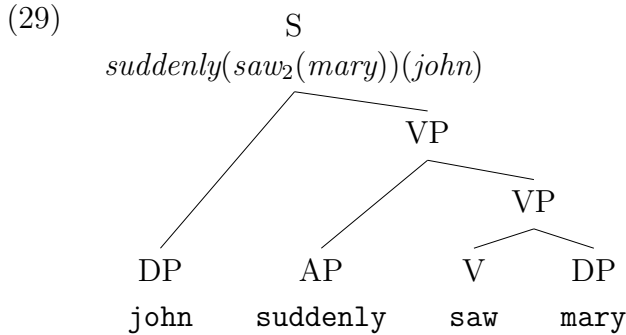 (29) S
suddenly(saw₂(mary))(john)
VP
VP
DP AP V DP
john suddenly saw mary